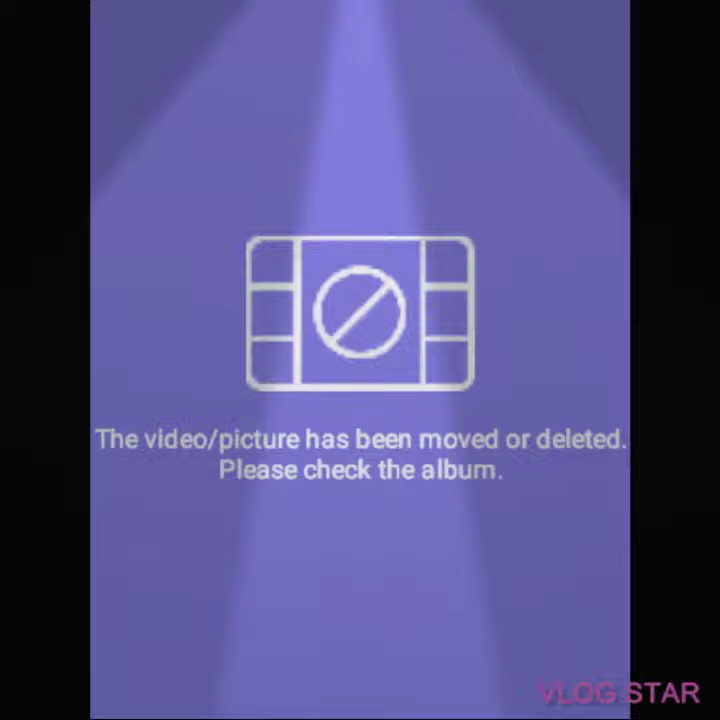 The video/picture has been moved or deleted.
Please check the album.
VLOG STAR